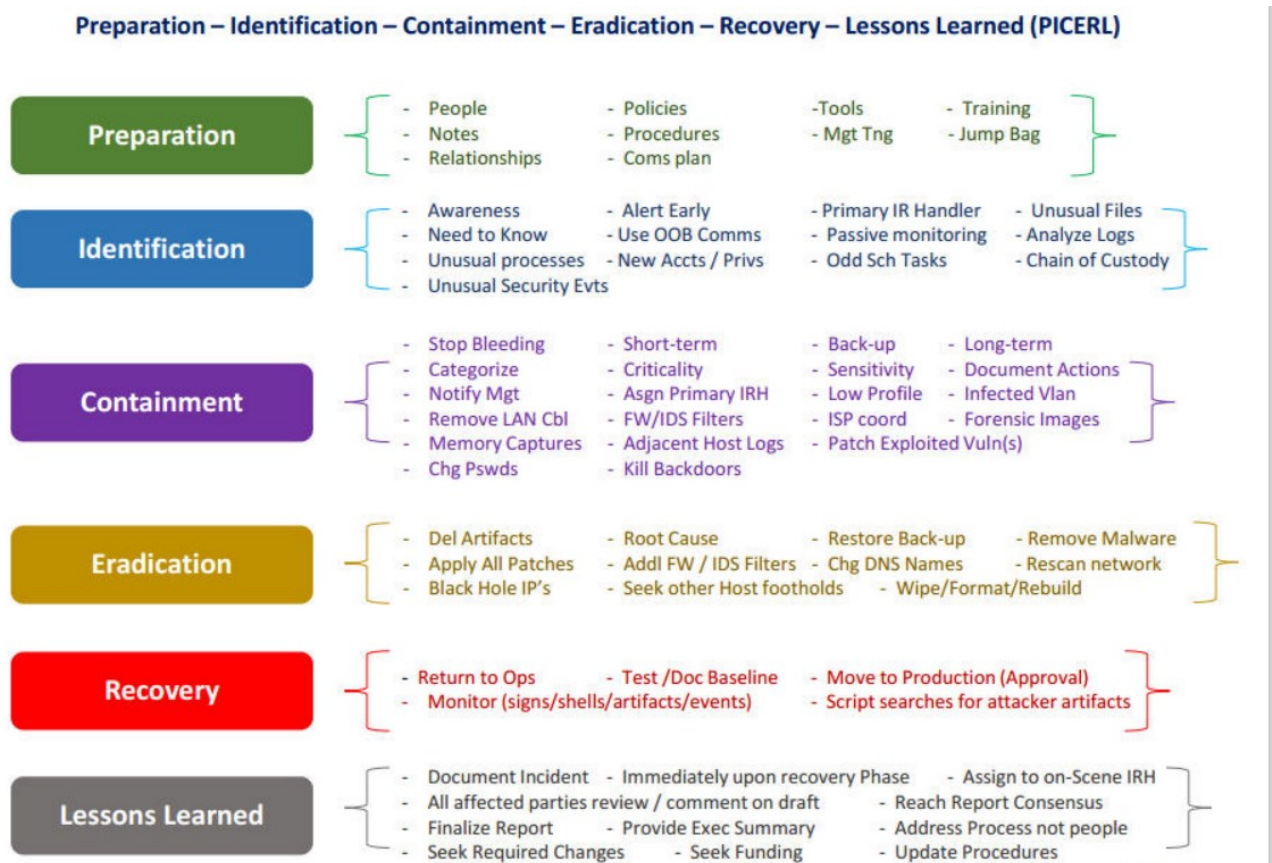 Preparation – Identification – Containment – Eradication – Recovery – Lessons Learned (PICERL)
Preparation
- People - Policies -Tools - Training
- Notes - Procedures - Mgt Tng - Jump Bag
- Relationships - Coms plan
Identification
- Awareness - Alert Early - Primary IR Handler - Unusual Files
- Need to Know - Use OOB Comms - Passive monitoring - Analyze Logs
- Unusual processes - New Accts / Privs - Odd Sch Tasks - Chain of Custody
- Unusual Security Evts
Containment
- Stop Bleeding - Short-term - Back-up - Long-term
- Categorize - Criticality - Sensitivity - Document Actions
- Notify Mgt - Asgn Primary IRH - Low Profile - Infected Vlan
- Remove LAN Cbl - FW/IDS Filters - ISP coord - Forensic Images
- Memory Captures - Adjacent Host Logs - Patch Exploited Vuln(s)
- Chg Pswds - Kill Backdoors
Eradication
- Del Artifacts - Root Cause - Restore Back-up - Remove Malware
- Apply All Patches - Addl FW / IDS Filters - Chg DNS Names - Rescan network
- Black Hole IP's - Seek other Host footholds - Wipe/Format/Rebuild
Recovery
- Return to Ops - Test /Doc Baseline - Move to Production (Approval)
- Monitor (signs/shells/artifacts/events) - Script searches for attacker artifacts
Lessons Learned
- Document Incident - Immediately upon recovery Phase - Assign to on-Scene IRH
- All affected parties review / comment on draft - Reach Report Consensus
- Finalize Report - Provide Exec Summary - Address Process not people
- Seek Required Changes - Seek Funding - Update Procedures